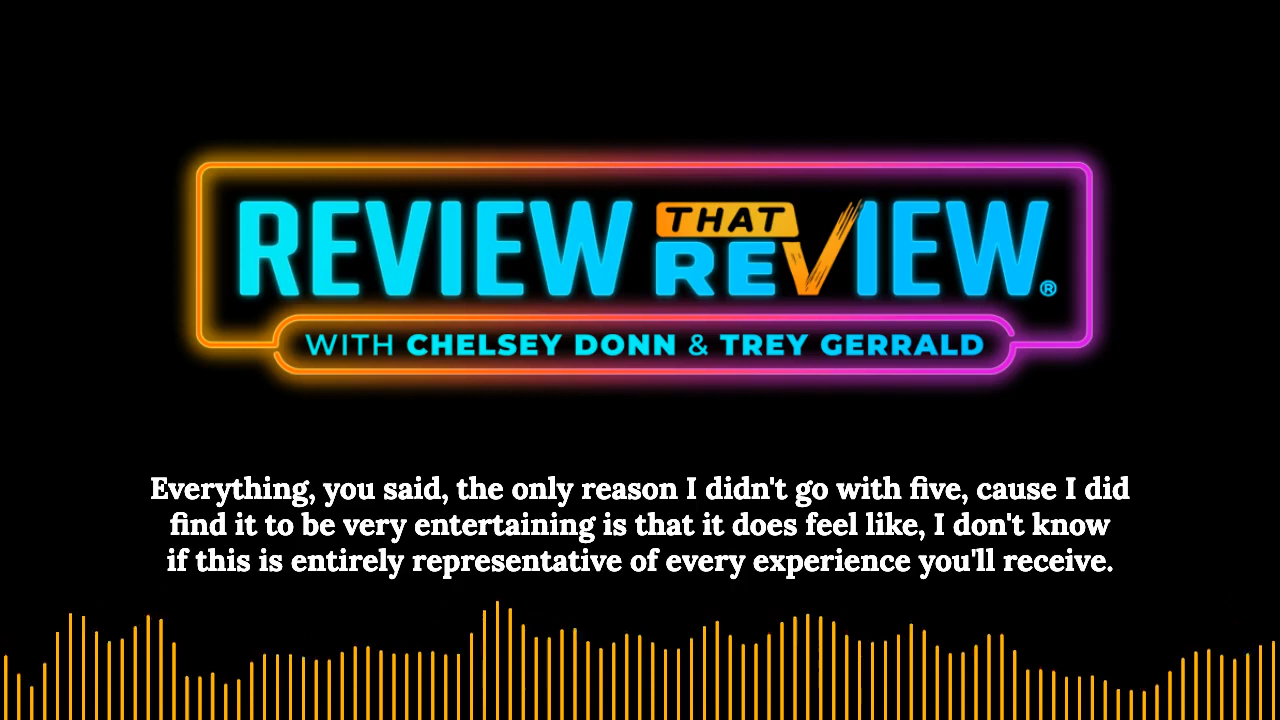 REVIEW THAT REVIEW®
WITH CHELSEY DONN & TREY GERRALD
Everything, you said, the only reason I didn't go with five, cause I did
find it to be very entertaining is that it does feel like, I don't know
if this is entirely representative of every experience you'll receive.